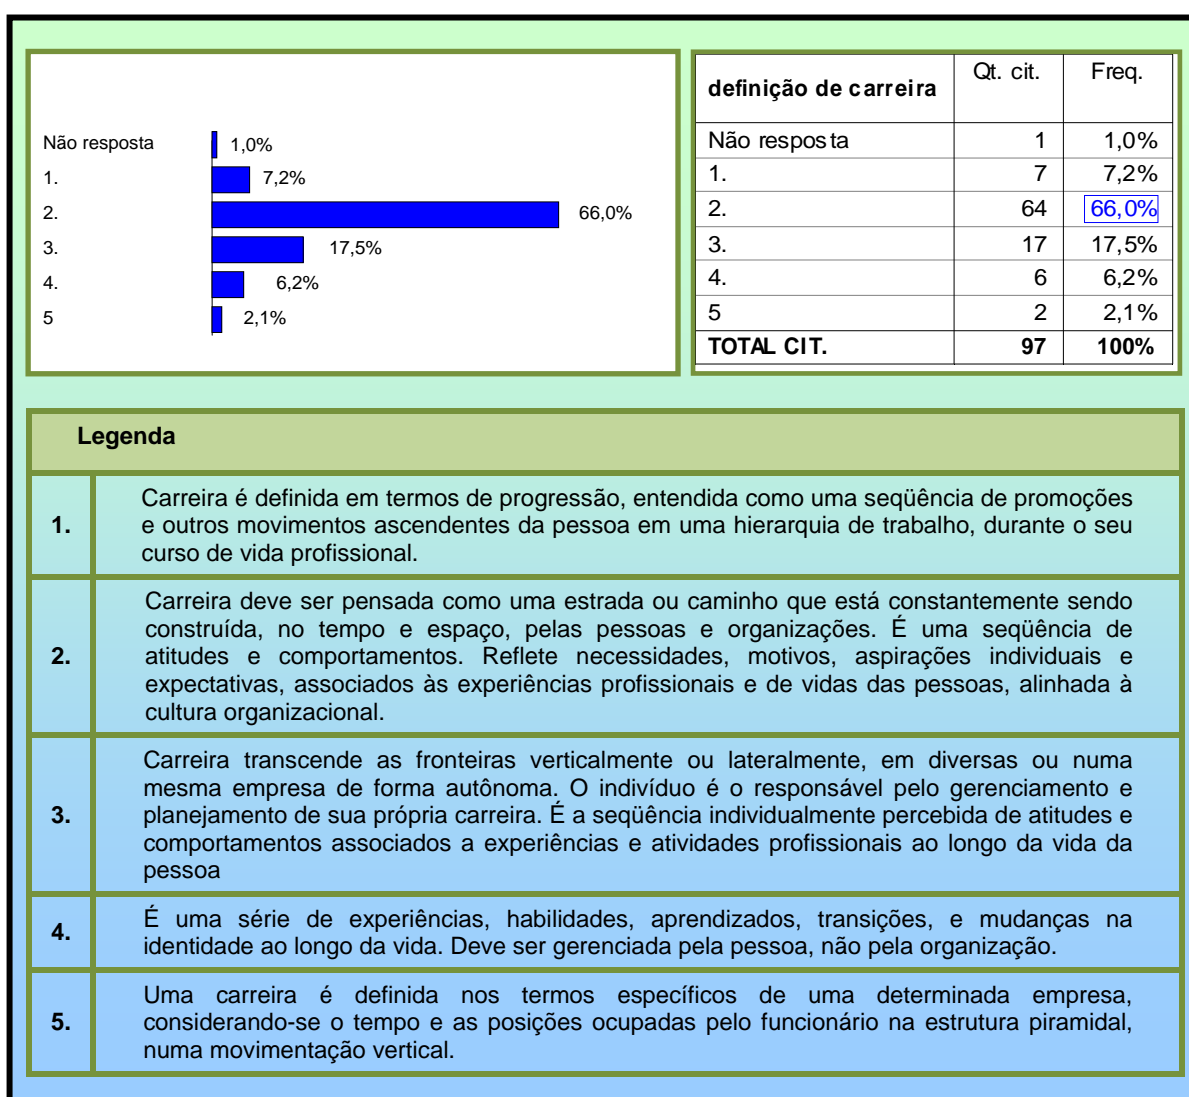 Não resposta 1,0%
1. 7,2%
2. 66,0%
3. 17,5%
4. 6,2%
5 2,1%
definição de carreira Qt. cit. Freq.
Não resposta 1 1,0%
1. 7 7,2%
2. 64 66,0%
3. 17 17,5%
4. 6 6,2%
5 2 2,1%
TOTAL CIT. 97 100%
Legenda
1.
Carreira é definida em termos de progressão, entendida como uma seqüência de promoções
e outros movimentos ascendentes da pessoa em uma hierarquia de trabalho, durante o seu
curso de vida profissional.
2.
Carreira deve ser pensada como uma estrada ou caminho que está constantemente sendo
construída, no tempo e espaço, pelas pessoas e organizações. É uma seqüência de
atitudes e comportamentos. Reflete necessidades, motivos, aspirações individuais e
expectativas, associados às experiências profissionais e de vidas das pessoas, alinhada à
cultura organizacional.
3.
Carreira transcende as fronteiras verticalmente ou lateralmente, em diversas ou numa
mesma empresa de forma autônoma. O indivíduo é o responsável pelo gerenciamento e
planejamento de sua própria carreira. É a seqüência individualmente percebida de atitudes e
comportamentos associados a experiências e atividades profissionais ao longo da vida da
pessoa
4.
É uma série de experiências, habilidades, aprendizados, transições, e mudanças na
identidade ao longo da vida. Deve ser gerenciada pela pessoa, não pela organização.
5.
Uma carreira é definida nos termos específicos de uma determinada empresa,
considerando-se o tempo e as posições ocupadas pelo funcionário na estrutura piramidal,
numa movimentação vertical.